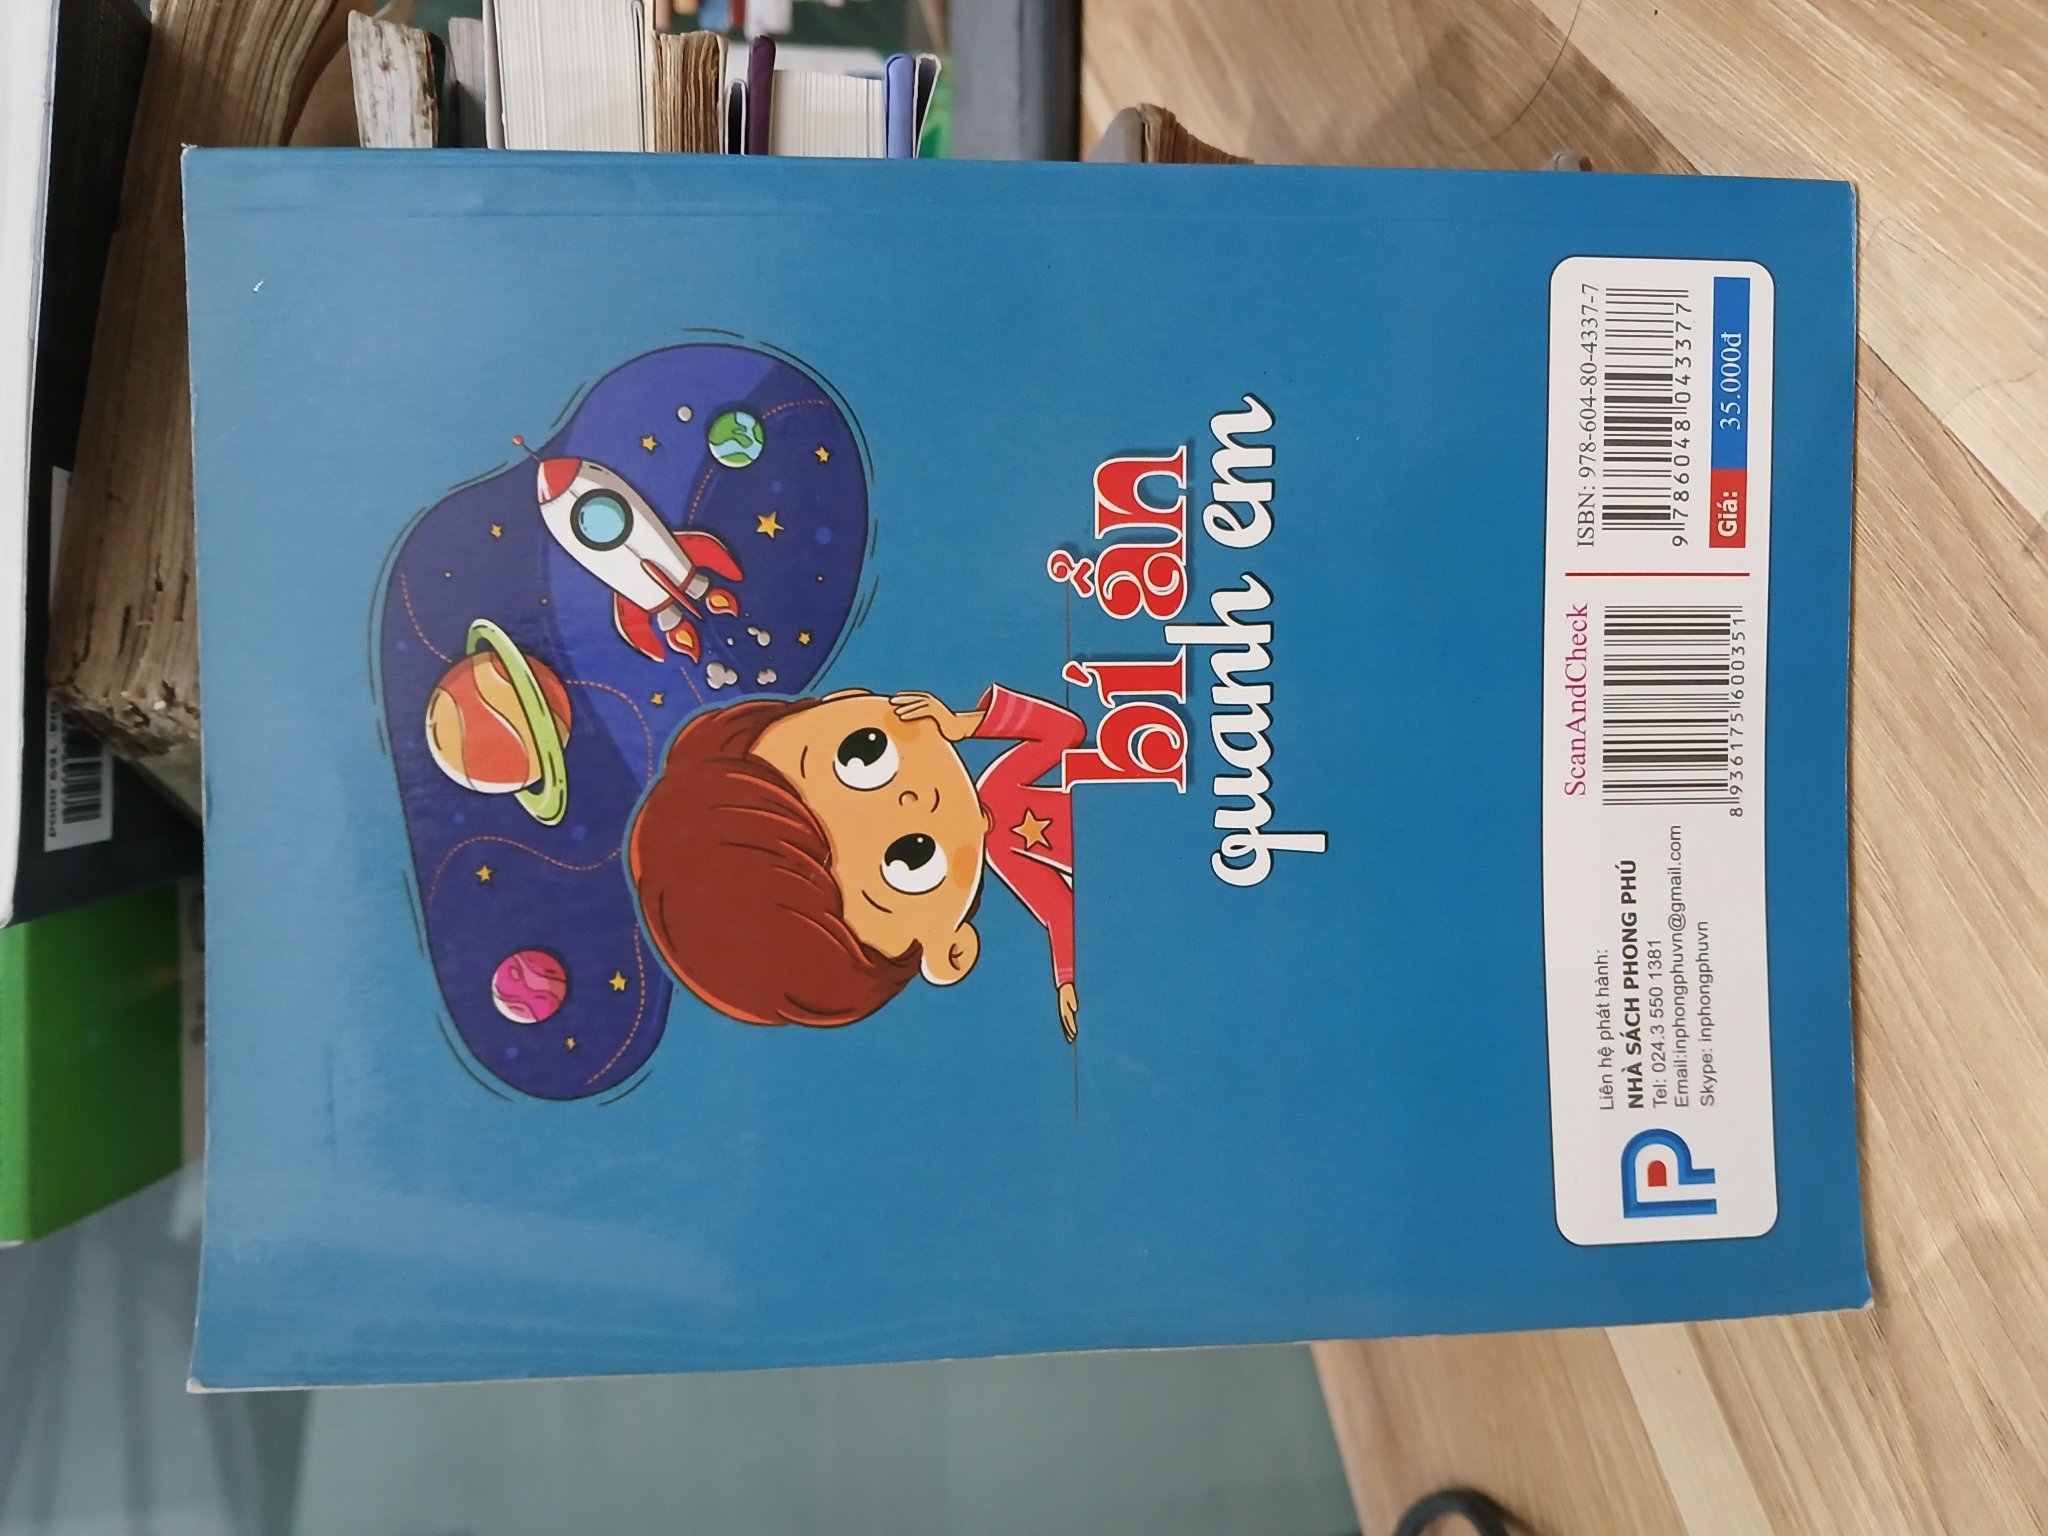 bí ẩn
quanh em
Liên hệ phát hành:
NHÀ SÁCH PHONG PHÚ
Tel: 024.3 550 1381
Email:inphongphuvn@gmail.com
Skype: inphongphuvn
ScanAndCheck
8 936175 600351
ISBN: 978-604-80-4337-7
9 786048 043377
Giá: 35.000đ